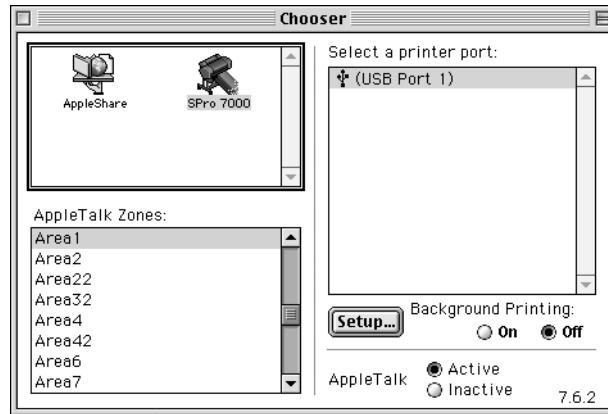 Chooser
AppleShare
SPro 7000
AppleTalk Zones:
Area1
Area2
Area22
Area32
Area4
Area42
Area6
Area7
Select a printer port:
(USB Port 1)
Setup...
Background Printing:
On Off
AppleTalk
Active
Inactive
7.6.2